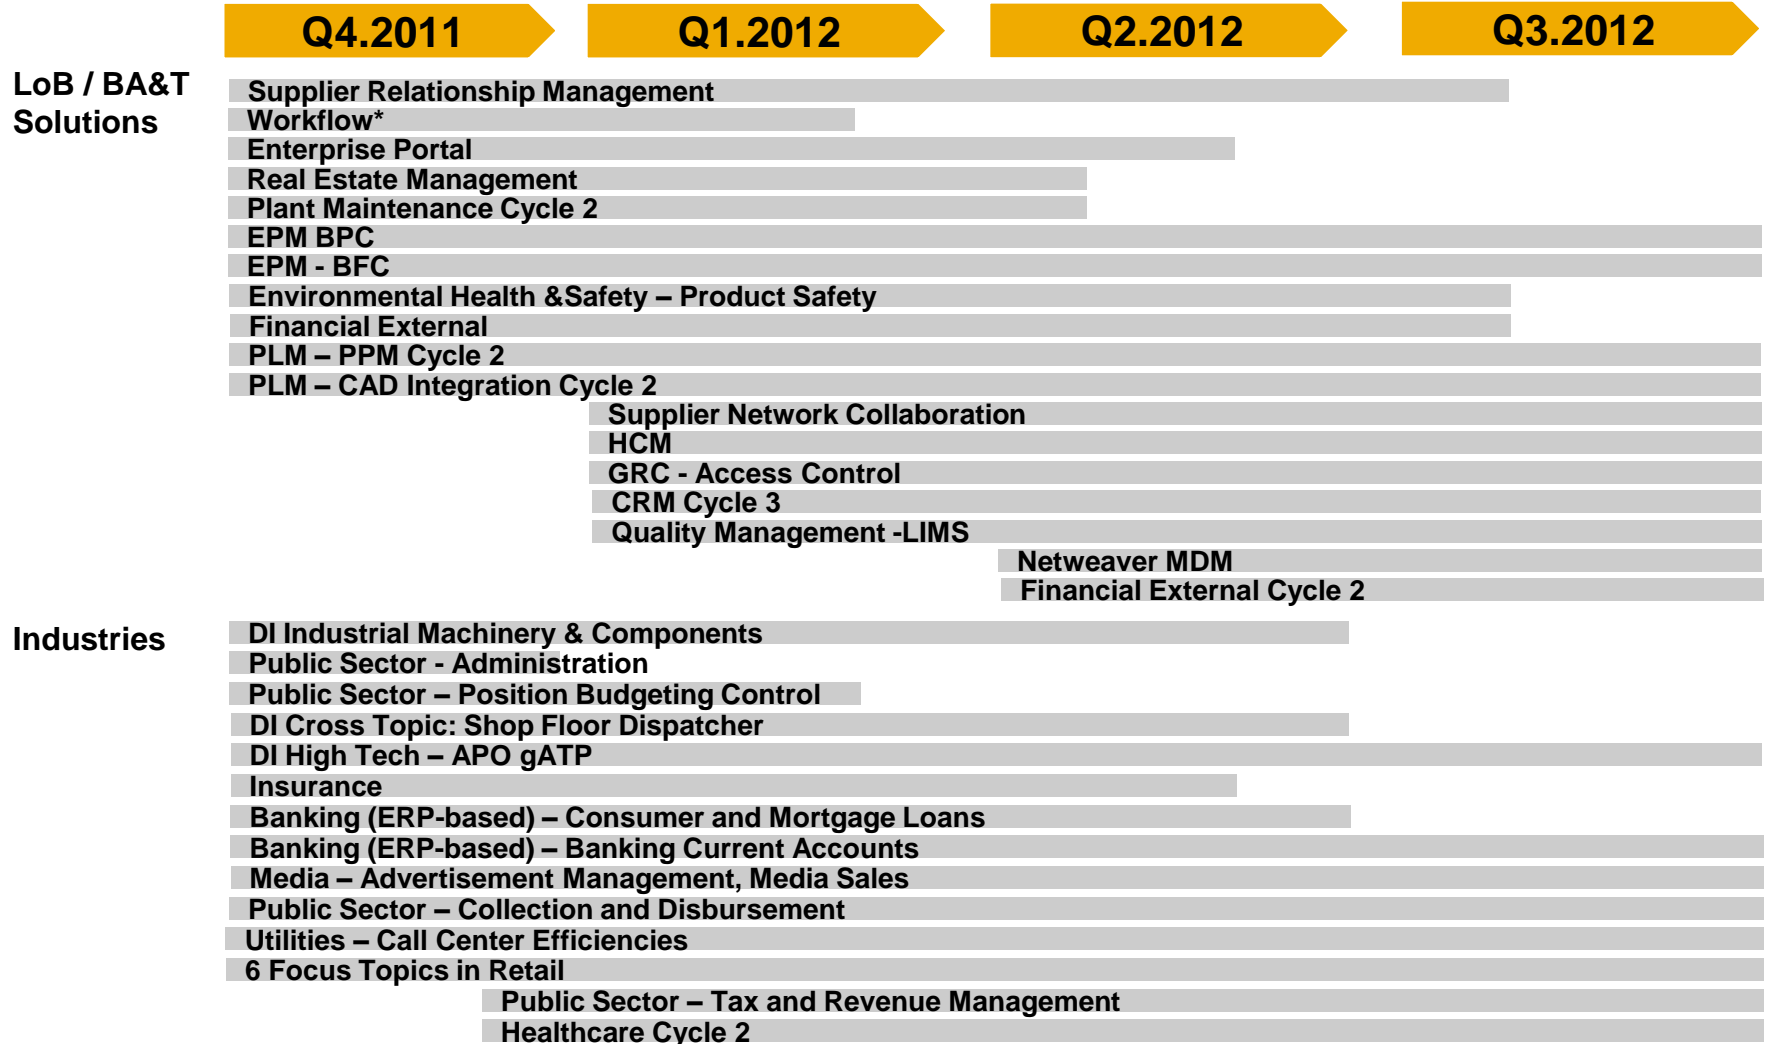 Q4.2011 Q1.2012 Q2.2012 Q3.2012
LoB / BA&T
Solutions
Supplier Relationship Management
Workflow*
Enterprise Portal
Real Estate Management
Plant Maintenance Cycle 2
EPM BPC
EPM - BFC
Environmental Health &Safety – Product Safety
Financial External
PLM – PPM Cycle 2
PLM – CAD Integration Cycle 2
Supplier Network Collaboration
HCM
GRC - Access Control
CRM Cycle 3
Quality Management -LIMS
Netweaver MDM
Financial External Cycle 2
Industries
DI Industrial Machinery & Components
Public Sector - Administration
Public Sector – Position Budgeting Control
DI Cross Topic: Shop Floor Dispatcher
DI High Tech – APO gATP
Insurance
Banking (ERP-based) – Consumer and Mortgage Loans
Banking (ERP-based) – Banking Current Accounts
Media – Advertisement Management, Media Sales
Public Sector – Collection and Disbursement
Utilities – Call Center Efficiencies
6 Focus Topics in Retail
Public Sector – Tax and Revenue Management
Healthcare Cycle 2